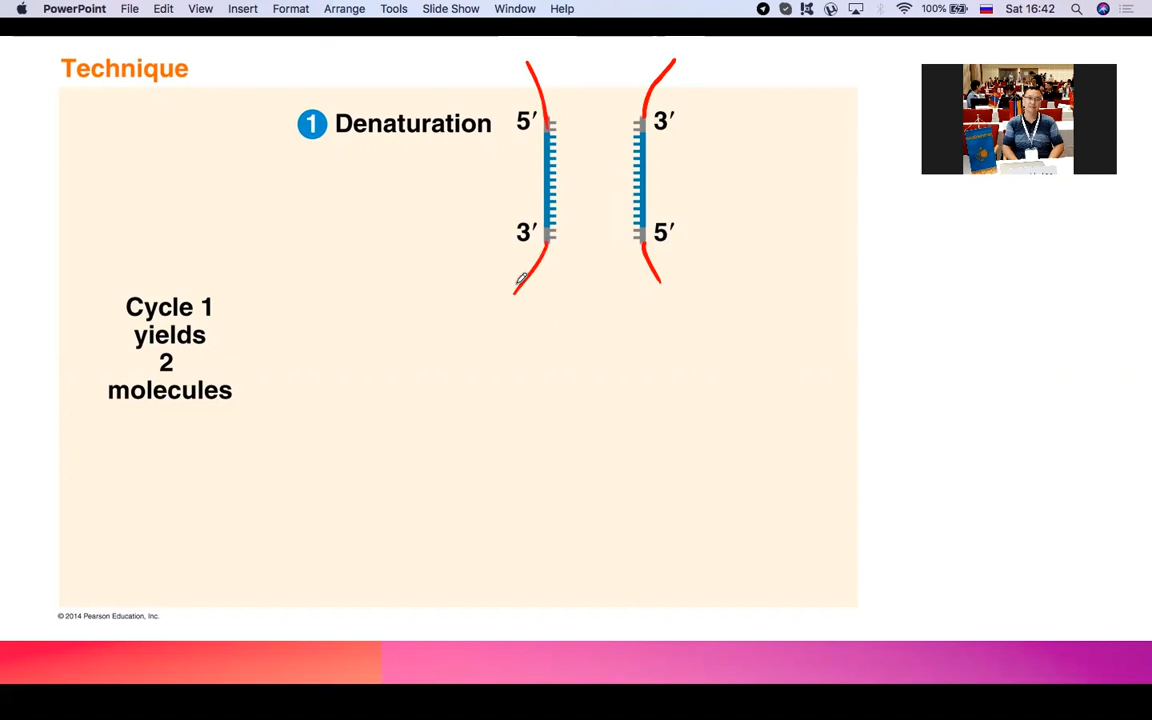 PowerPoint File Edit View Insert Format Arrange Tools Slide Show Window Help 100% Sat 16:42
Technique
1 Denaturation
5′ 3′
3′ 5′
Cycle 1
yields
2
molecules
© 2014 Pearson Education, Inc.